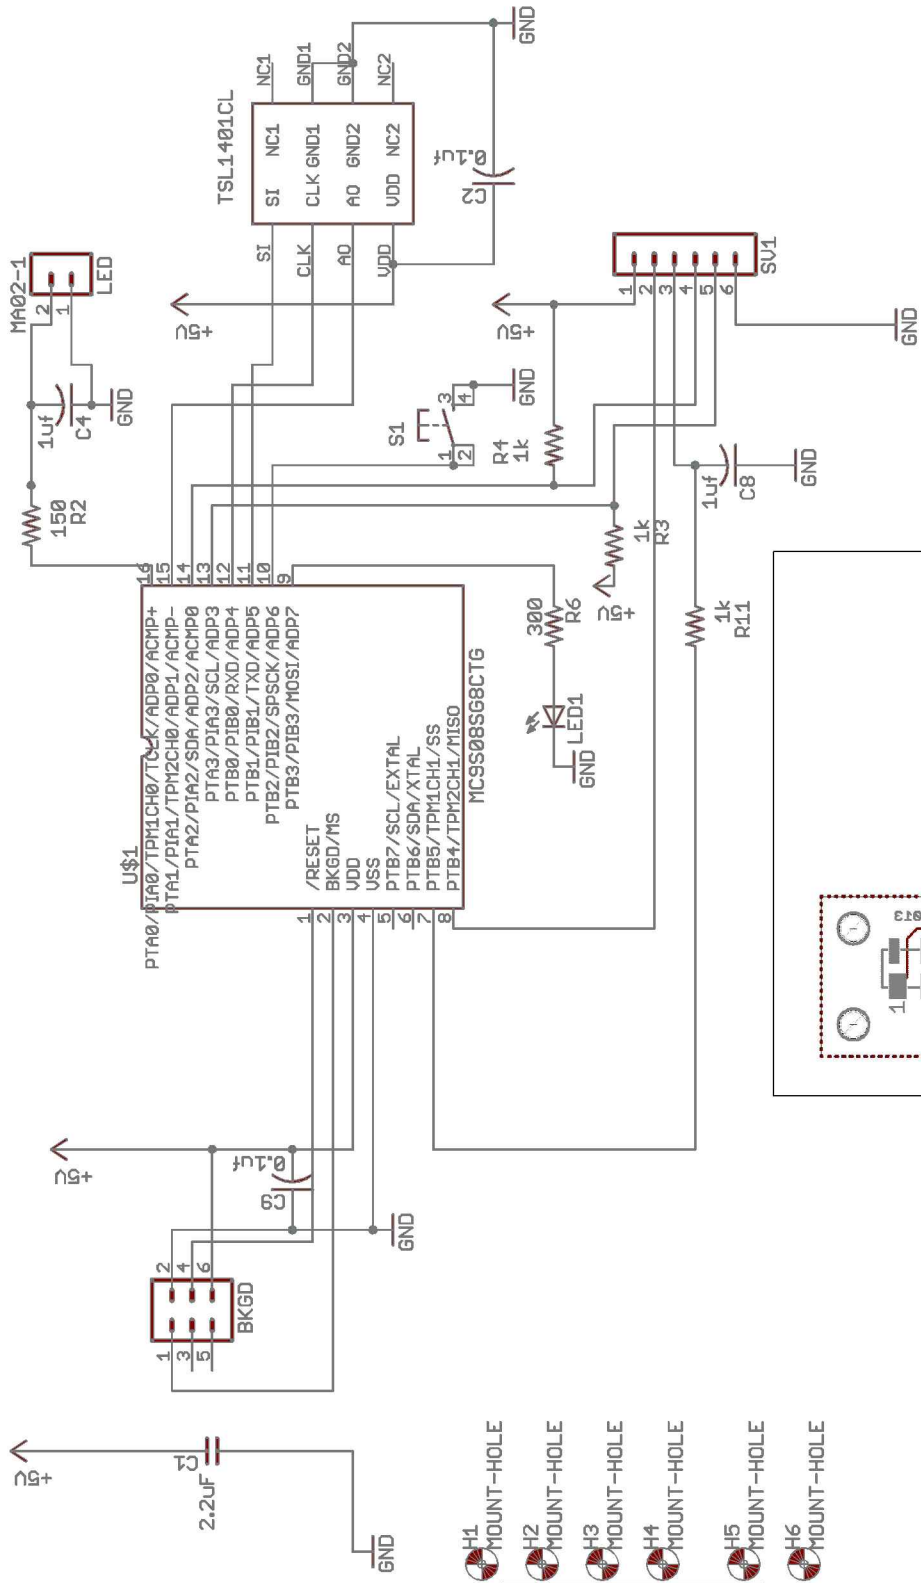 MA02-1
2
1
LED
1uf
C4
GND
150
R2
TSL1401CL
SI
CLK
AO
VDD
SI NC1
CLK GND1
AO GND2
VDD NC2
NC1
GND1
GND2
NC2
GND
0.1uf
C2
+5V
+5V
S1
1
2
3
4
GND
R4
1k
1
2
3
4
5
6
SV1
GND
1uf
C8
GND
1k
R3
+5V
1k
R11
300
R6
LED1
GND
U$1
MC9S08SG8CTG
16
15
14
13
12
11
10
9
PTA0/PIA0/TPM1CH0/TCLK/ADP0/ACMP+
PTA1/PIA1/TPM2CH0/ADP1/ACMP-
PTA2/PIA2/SDA/ADP2/ACMPO
PTA3/PIA3/SCL/ADP3
PTB0/PIB0/RXD/ADP4
PTB1/PIB1/TXD/ADP5
PTB2/PIB2/SPSCK/ADP6
PTB3/PIB3/MOSI/ADP7
/RESET
BKGD/MS
VDD
VSS
PTB7/SCL/EXTAL
PTB6/SDA/XTAL
PTB5/TPM1CH1/SS
PTB4/TPM2CH1/MISO
1
2
3
4
5
6
7
8
+5V
0.1uf
C9
GND
2
4
6
1
3
5
BKGD
+5V
C1
2.2uF
GND
H1
MOUNT-HOLE
H2
MOUNT-HOLE
H3
MOUNT-HOLE
H4
MOUNT-HOLE
H5
MOUNT-HOLE
H6
MOUNT-HOLE
1